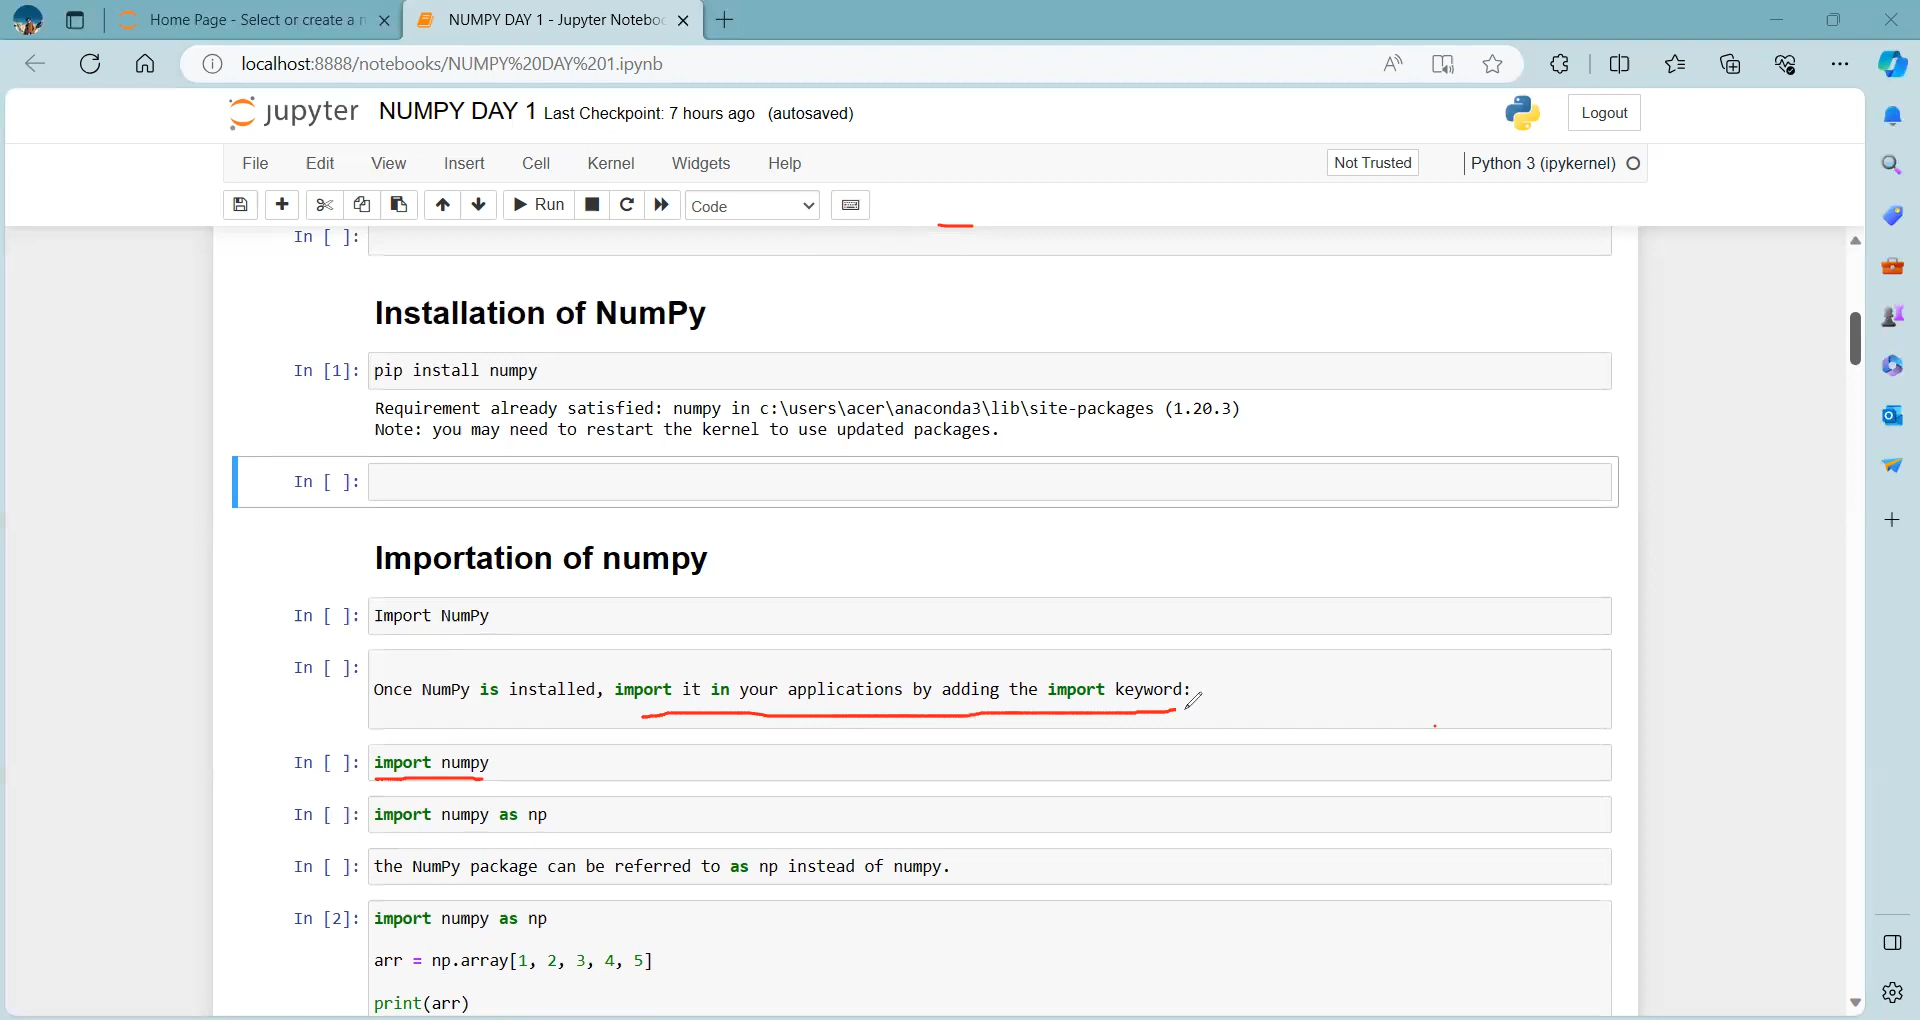 Home Page - Select or create a n
NUMPY DAY 1 - Jupyter Noteboo
localhost:8888/notebooks/NUMPY%20DAY%201.ipynb
jupyter NUMPY DAY 1 Last Checkpoint: 7 hours ago (autosaved)
Logout
File Edit View Insert Cell Kernel Widgets Help
Not Trusted
Python 3 (ipykernel)
Run
Code
In [ ]:
Installation of NumPy
In [1]: pip install numpy
Requirement already satisfied: numpy in c:\users\acer\anaconda3\lib\site-packages (1.20.3)
Note: you may need to restart the kernel to use updated packages.
In [ ]:
Importation of numpy
In [ ]: Import NumPy
In [ ]:
Once NumPy is installed, import it in your applications by adding the import keyword:
In [ ]: import numpy
In [ ]: import numpy as np
In [ ]: the NumPy package can be referred to as np instead of numpy.
In [2]: import numpy as np
arr = np.array[1, 2, 3, 4, 5]
print(arr)